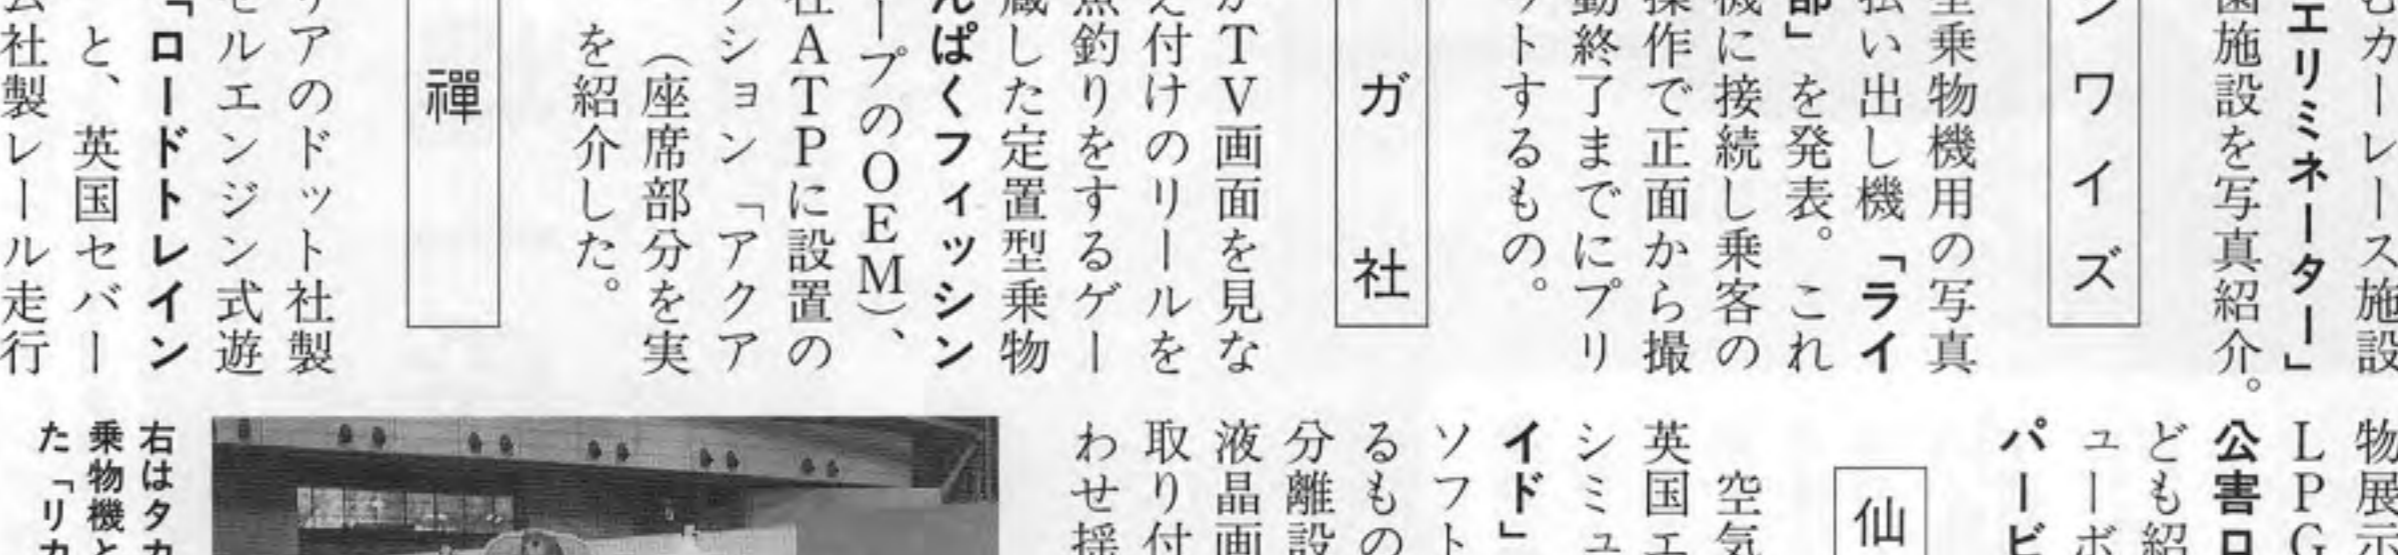 むカーレース施設
エリミネーター」
園施設を写真紹介。
ンワイズ
型乗物機用の写真
払い出し機「ライ
部」を発表。これ
機に接続し乗客の
操作で正面から撮
動終了までにプリ
ットするもの。
ガ社
がTV画面を見な
え付けのリールを
魚釣りをするゲー
蔵した定置型乗物
んぱくフィッシン
ープのOEM)、
社ATPに設置の
ション「アクア
(座席部分を実
を紹介した。
禪
リアのドット社製
セルエンジン式遊
「ロードトレイン
と、英国セバー
公社製レール走行
物展示
LPG
公害ロ
ども紹
ューボ
パービ
仙
空気
英国エ
シミュ
イド」
ソフト
るもの
分離設
液晶画
取り付
わせ揺
右はタカ
乗物機と
た「リカ